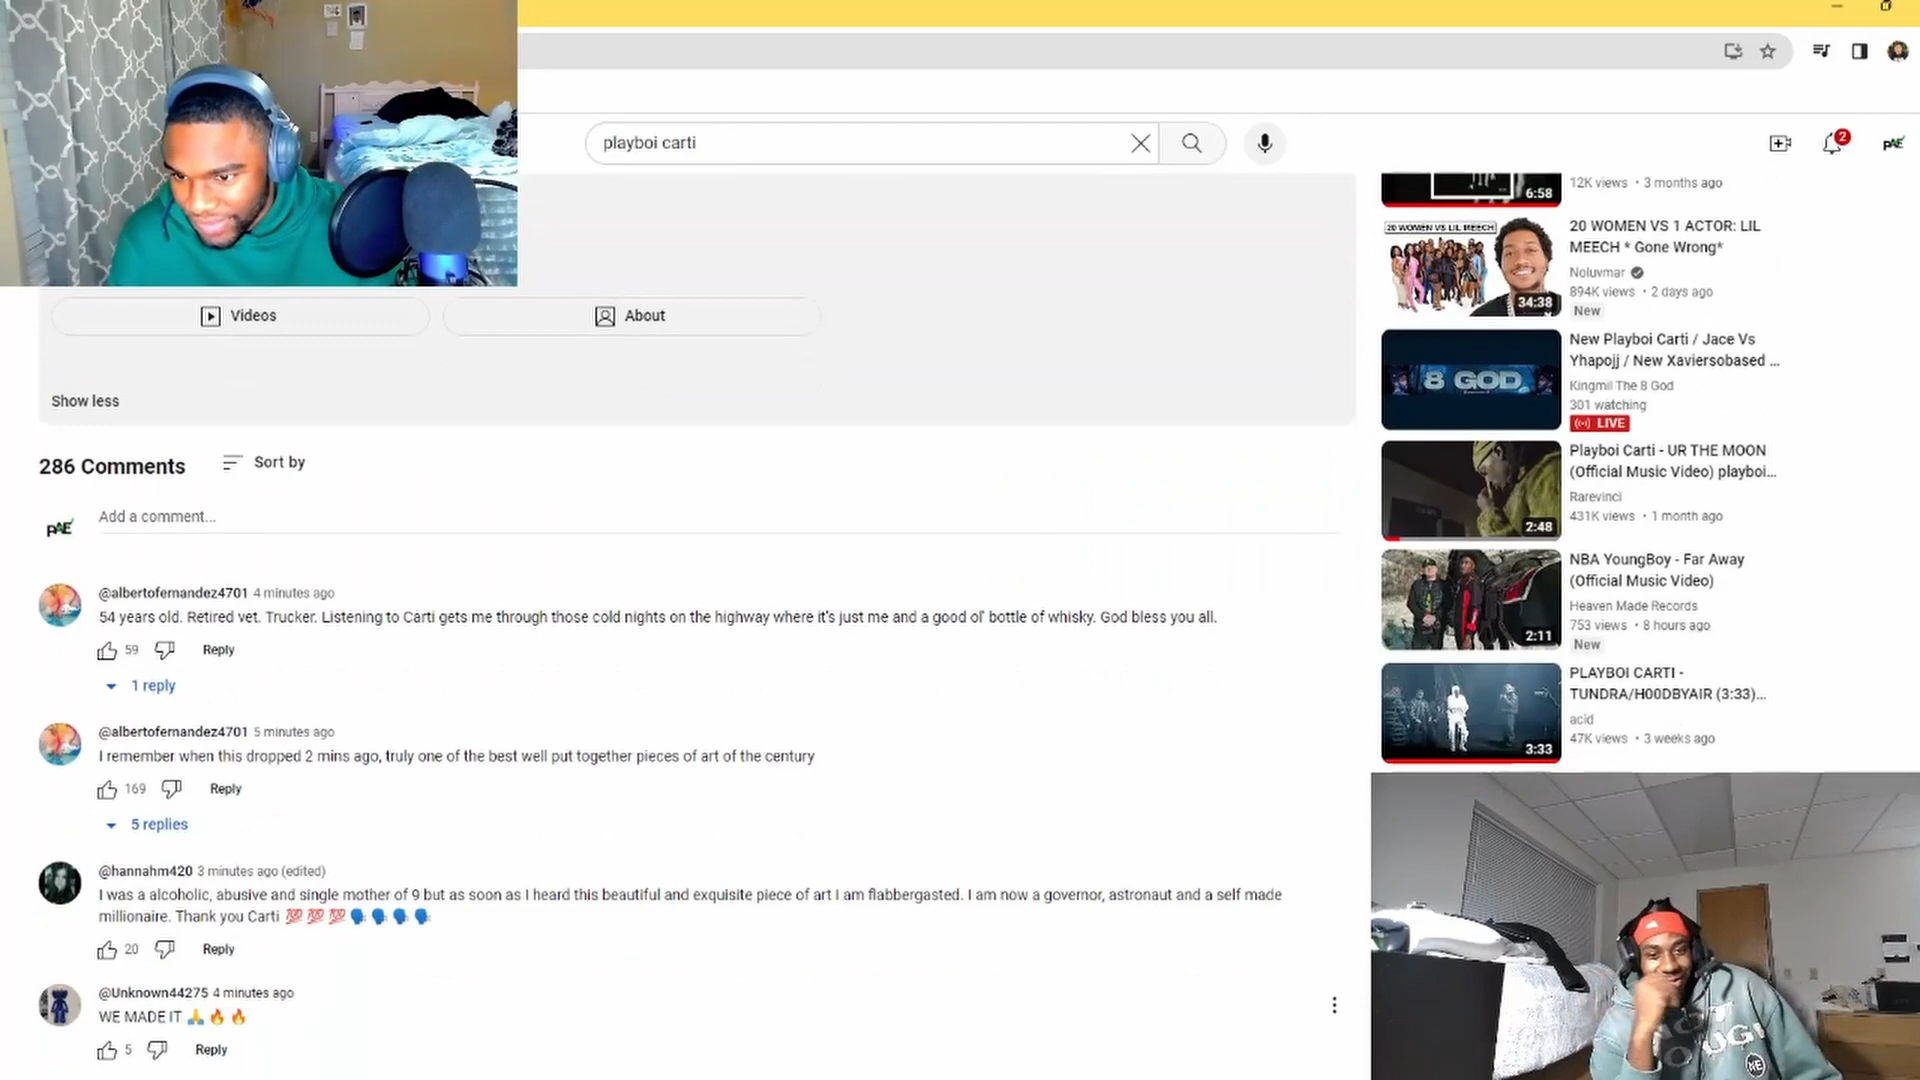 playboi carti
2
pAE
Videos
About
Show less
286 Comments
Sort by
pAE
Add a comment...
@albertofernandez4701 4 minutes ago
54 years old. Retired vet. Trucker. Listening to Carti gets me through those cold nights on the highway where it's just me and a good ol' bottle of whisky. God bless you all.
59
Reply
1 reply
@albertofernandez4701 5 minutes ago
I remember when this dropped 2 mins ago, truly one of the best well put together pieces of art of the century
169
Reply
5 replies
@hannahm420 3 minutes ago (edited)
I was a alcoholic, abusive and single mother of 9 but as soon as I heard this beautiful and exquisite piece of art I am flabbergasted. I am now a governor, astronaut and a self made
millionaire. Thank you Carti 💯 💯 💯 🗣 🗣 🗣 🗣
20
Reply
@Unknown44275 4 minutes ago
WE MADE IT 🙏 🔥 🔥
5
Reply
6:58
12K views • 3 months ago
20 WOMEN VS LIL MEECH
34:38
20 WOMEN VS 1 ACTOR: LIL
MEECH * Gone Wrong*
Noluvmar
894K views • 2 days ago
New
8 GOD
New Playboi Carti / Jace Vs
Yhapojj / New Xaviersobased ...
Kingmil The 8 God
301 watching
LIVE
2:48
Playboi Carti - UR THE MOON
(Official Music Video) playboi...
Rarevinci
431K views • 1 month ago
2:11
NBA YoungBoy - Far Away
(Official Music Video)
Heaven Made Records
753 views • 8 hours ago
New
3:33
PLAYBOI CARTI -
TUNDRA/H00DBYAIR (3:33)...
acid
47K views • 3 weeks ago